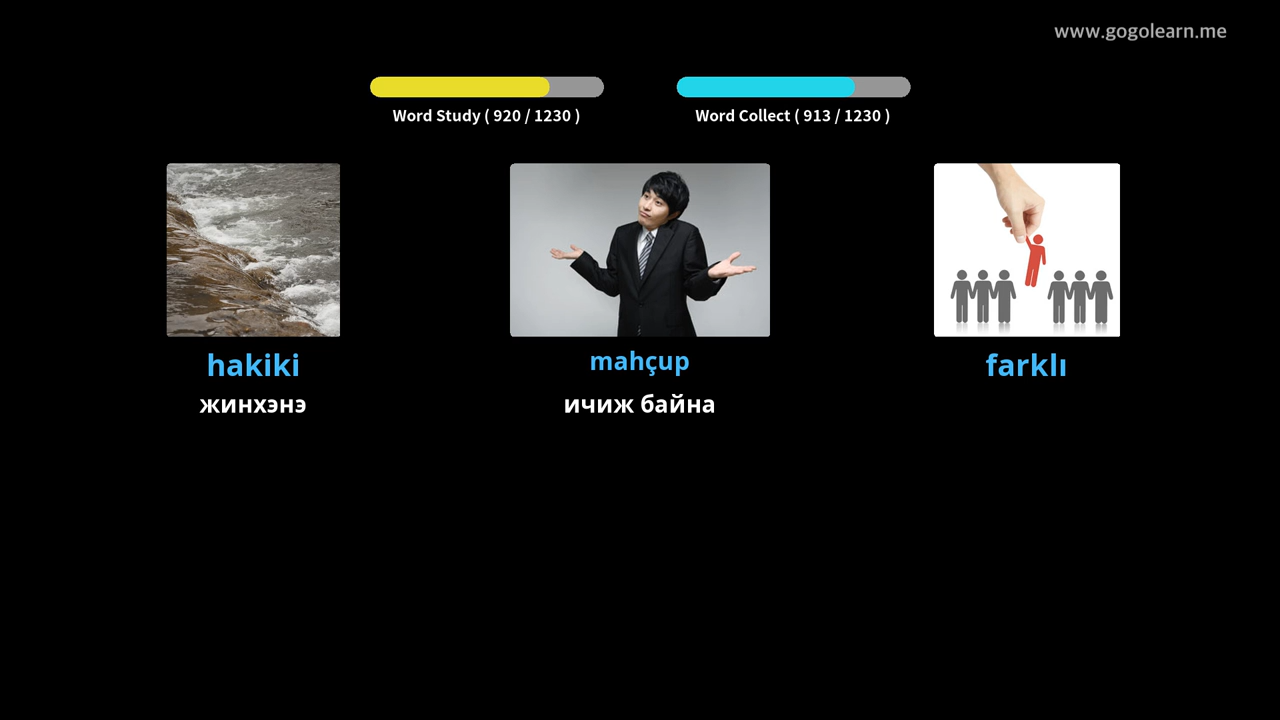 www.gogolearn.me
Word Study ( 920 / 1230 )
Word Collect ( 913 / 1230 )
hakiki
mahçup
farklı
жинхэнэ
ичиж байна